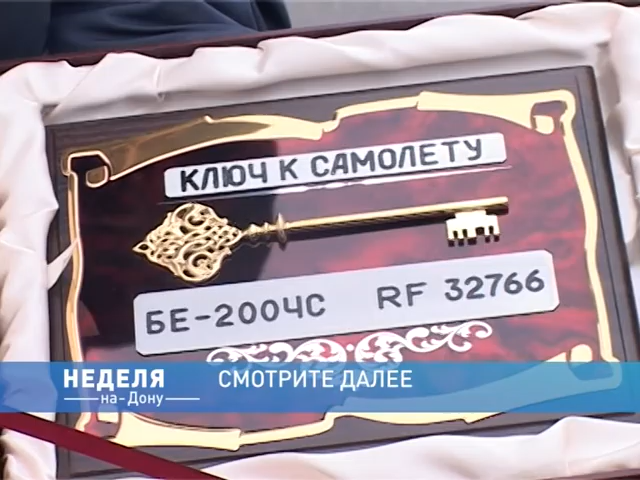 КЛЮЧ К САМОЛЕТУ
БЕ-200ЧС RF 32766
НЕДЕЛЯ
на-Дону
СМОТРИТЕ ДАЛЕЕ